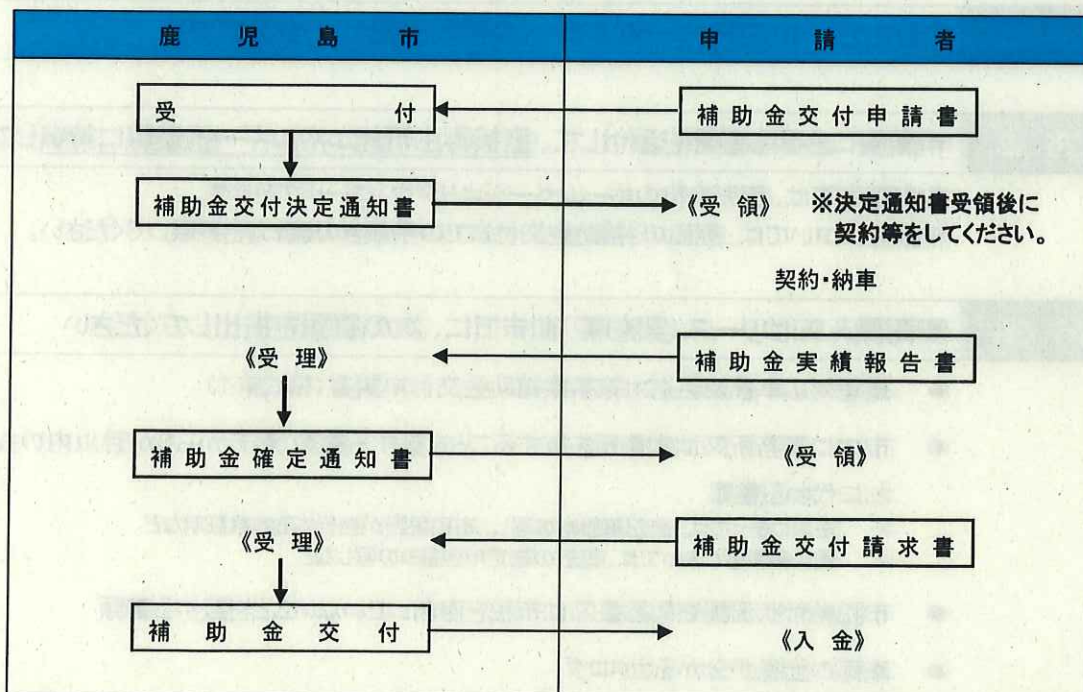 鹿児島市 申請者
受付 補助金交付申請書
補助金交付決定通知書 《受領》 ※決定通知書受領後に
契約等をしてください。
契約・納車
《受理》 補助金実績報告書
補助金確定通知書 《受領》
《受理》 補助金交付請求書
補助金交付 《入金》